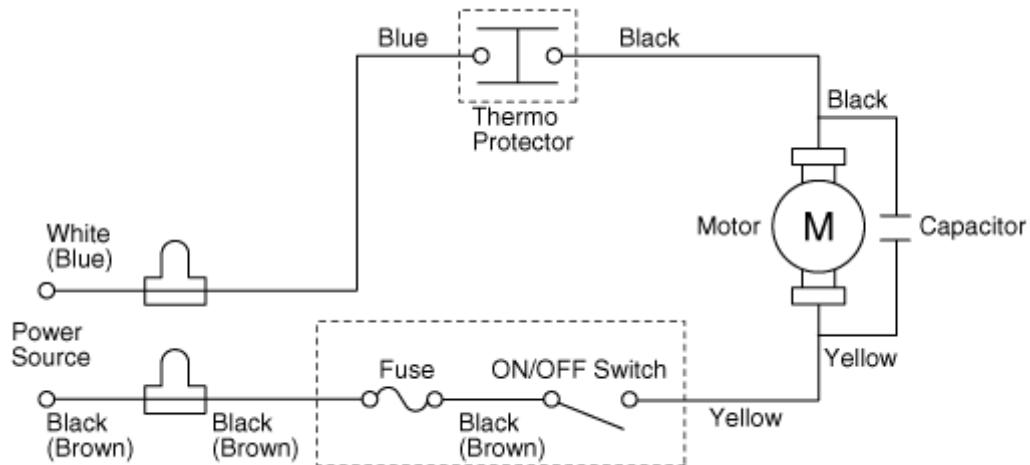 Blue
Black
Thermo
Protector
Black
White
(Blue)
Motor
M
Capacitor
Power
Source
Fuse
ON/OFF Switch
Yellow
Black
(Brown)
Black
(Brown)
Black
(Brown)
Yellow